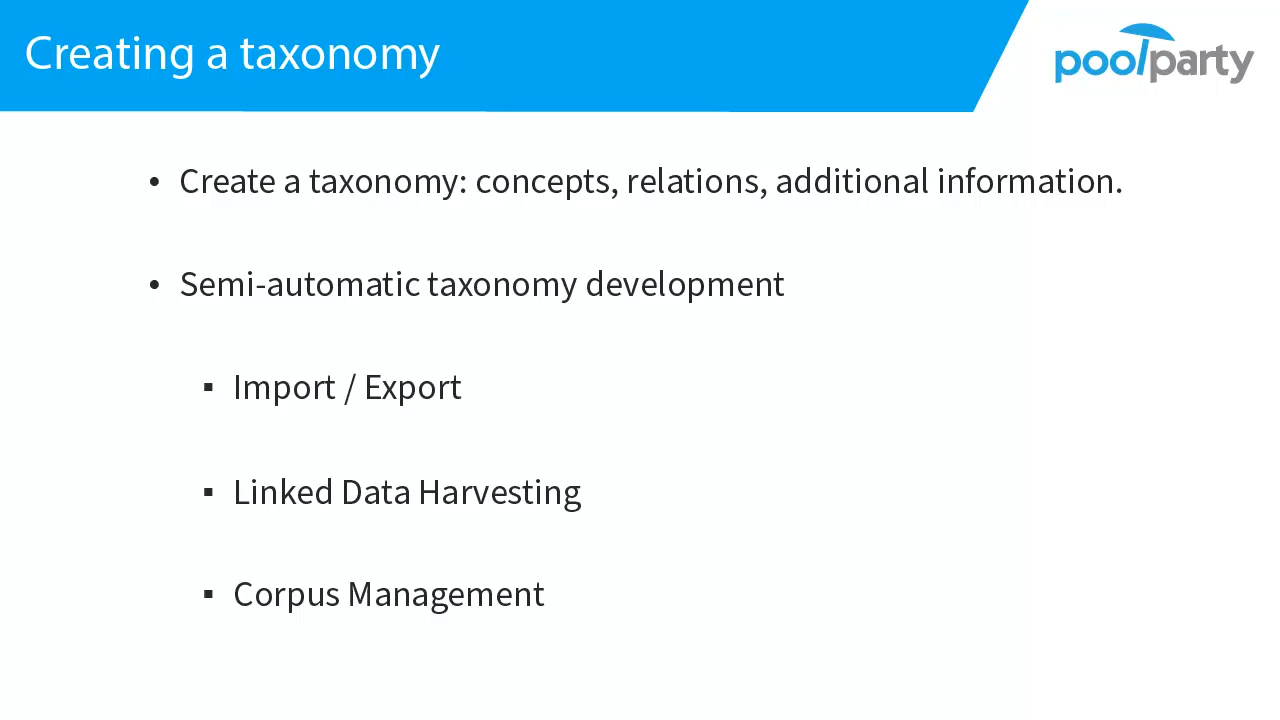 Creating a taxonomy
poolparty
• Create a taxonomy: concepts, relations, additional information.
• Semi-automatic taxonomy development
▪ Import / Export
▪ Linked Data Harvesting
▪ Corpus Management